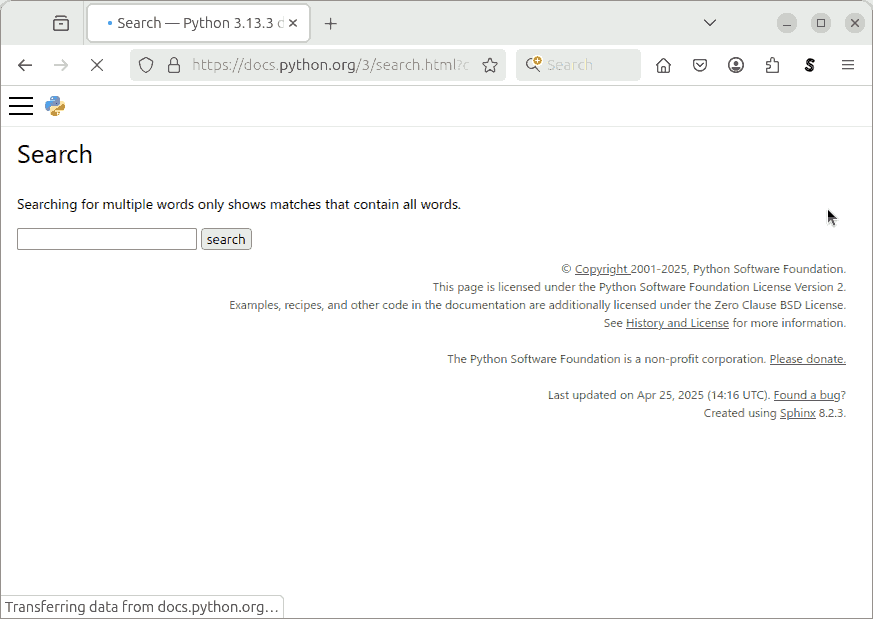 Search — Python 3.13.3 d
https://docs.python.org/3/search.html?c
Search
Search
Searching for multiple words only shows matches that contain all words.
search
© Copyright 2001-2025, Python Software Foundation.
This page is licensed under the Python Software Foundation License Version 2.
Examples, recipes, and other code in the documentation are additionally licensed under the Zero Clause BSD License.
See History and License for more information.
The Python Software Foundation is a non-profit corporation. Please donate.
Last updated on Apr 25, 2025 (14:16 UTC). Found a bug?
Created using Sphinx 8.2.3.
Transferring data from docs.python.org…